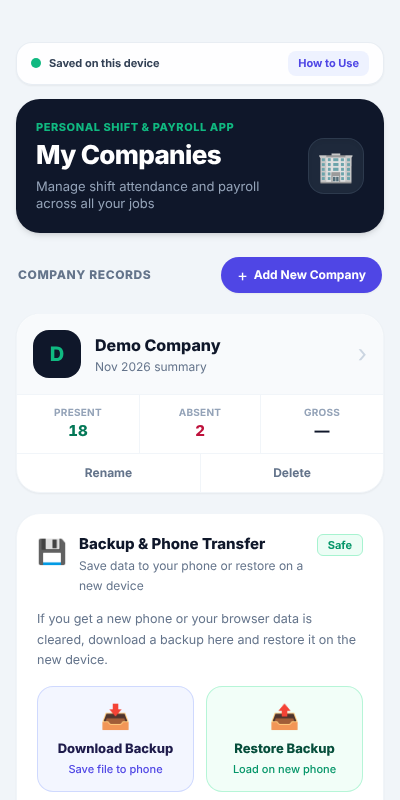 Saved on this device
How to Use
PERSONAL SHIFT & PAYROLL APP
My Companies
Manage shift attendance and payroll
across all your jobs
COMPANY RECORDS
+ Add New Company
D
Demo Company
Nov 2026 summary
›
PRESENT
ABSENT
GROSS
18
2
—
Rename
Delete
Backup & Phone Transfer
Safe
Save data to your phone or restore on a
new device
If you get a new phone or your browser data is
cleared, download a backup here and restore it on the
new device.
Download Backup
Save file to phone
Restore Backup
Load on new phone